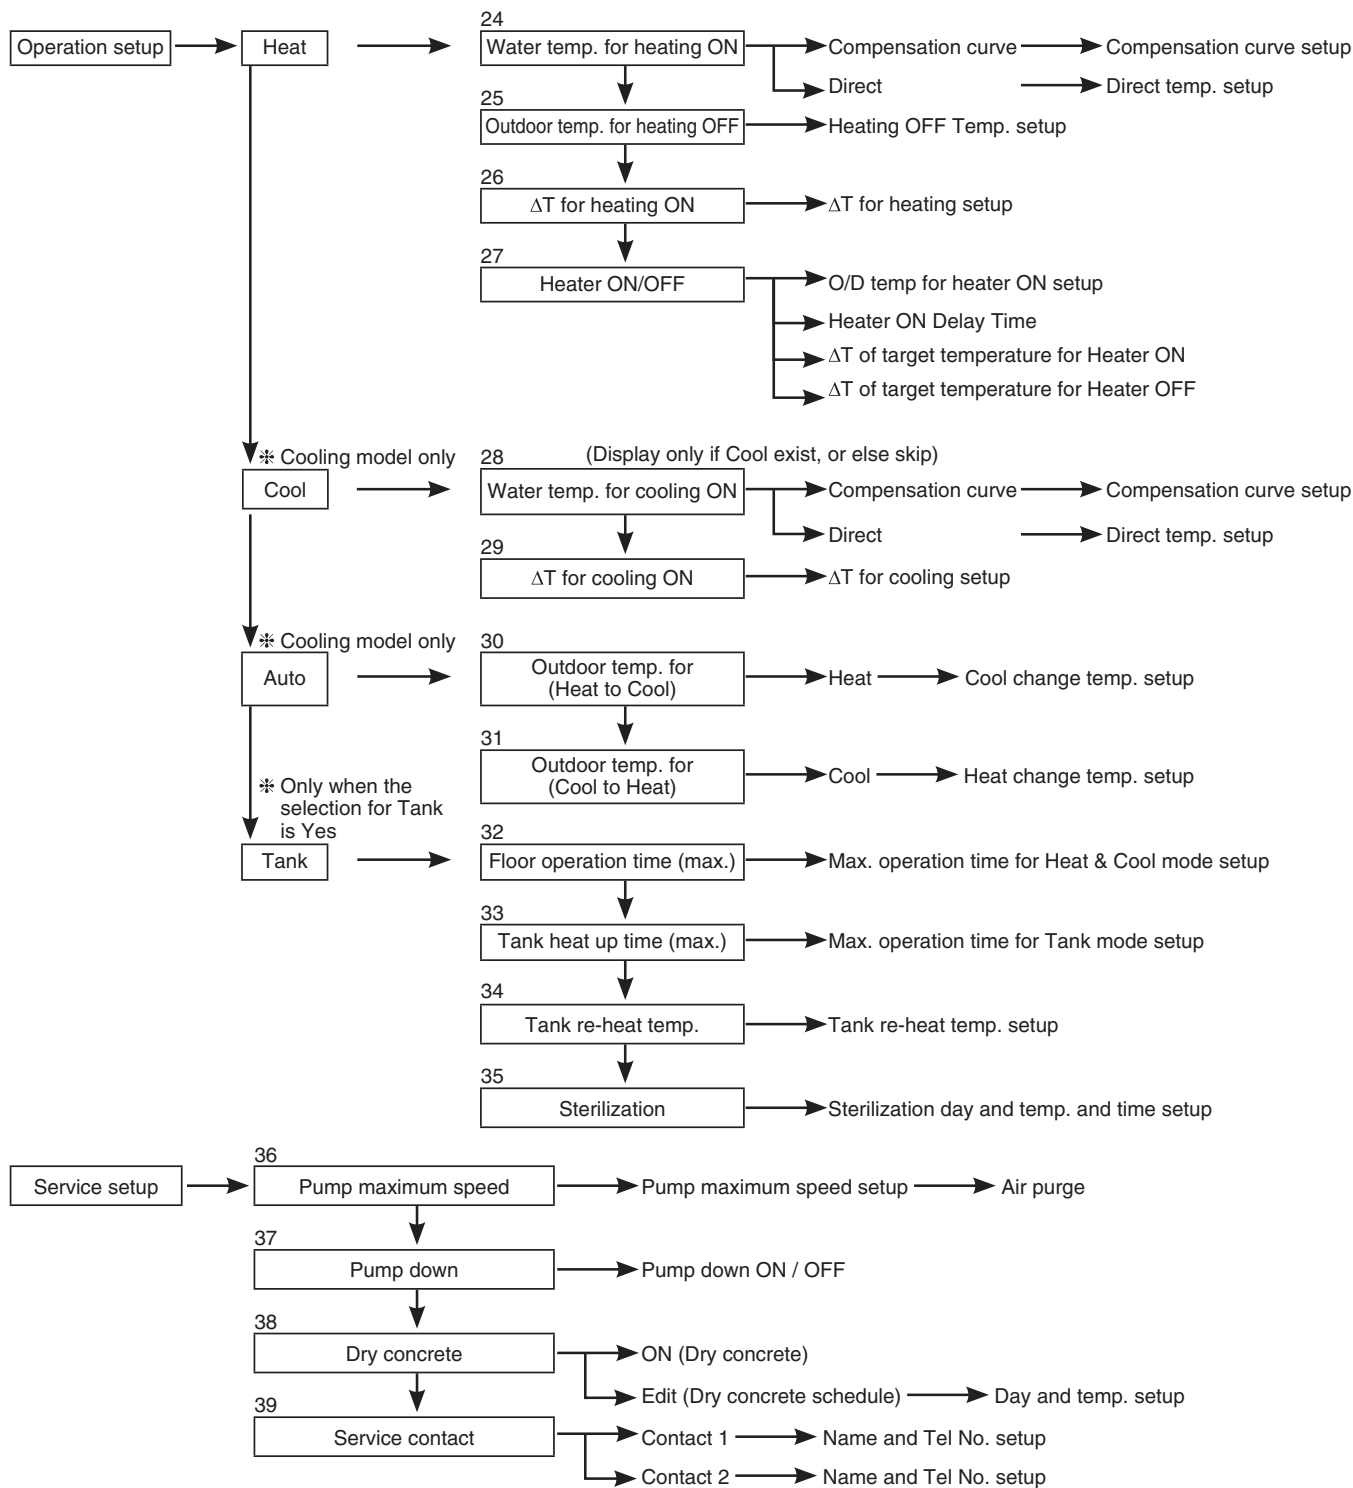 24
Operation setup
Heat
Water temp. for heating ON
Compensation curve
Compensation curve setup
Direct
Direct temp. setup
25
Outdoor temp. for heating OFF
Heating OFF Temp. setup
26
ΔT for heating ON
ΔT for heating setup
27
Heater ON/OFF
O/D temp for heater ON setup
Heater ON Delay Time
ΔT of target temperature for Heater ON
ΔT of target temperature for Heater OFF
❉ Cooling model only
28
(Display only if Cool exist, or else skip)
Cool
Water temp. for cooling ON
Compensation curve
Compensation curve setup
Direct
Direct temp. setup
29
ΔT for cooling ON
ΔT for cooling setup
❉ Cooling model only
30
Auto
Outdoor temp. for
(Heat to Cool)
Heat
Cool change temp. setup
31
Outdoor temp. for
(Cool to Heat)
Cool
Heat change temp. setup
❉ Only when the
selection for Tank
is Yes
32
Tank
Floor operation time (max.)
Max. operation time for Heat & Cool mode setup
33
Tank heat up time (max.)
Max. operation time for Tank mode setup
34
Tank re-heat temp.
Tank re-heat temp. setup
35
Sterilization
Sterilization day and temp. and time setup
36
Service setup
Pump maximum speed
Pump maximum speed setup
Air purge
37
Pump down
Pump down ON / OFF
38
Dry concrete
ON (Dry concrete)
Edit (Dry concrete schedule)
Day and temp. setup
39
Service contact
Contact 1
Name and Tel No. setup
Contact 2
Name and Tel No. setup